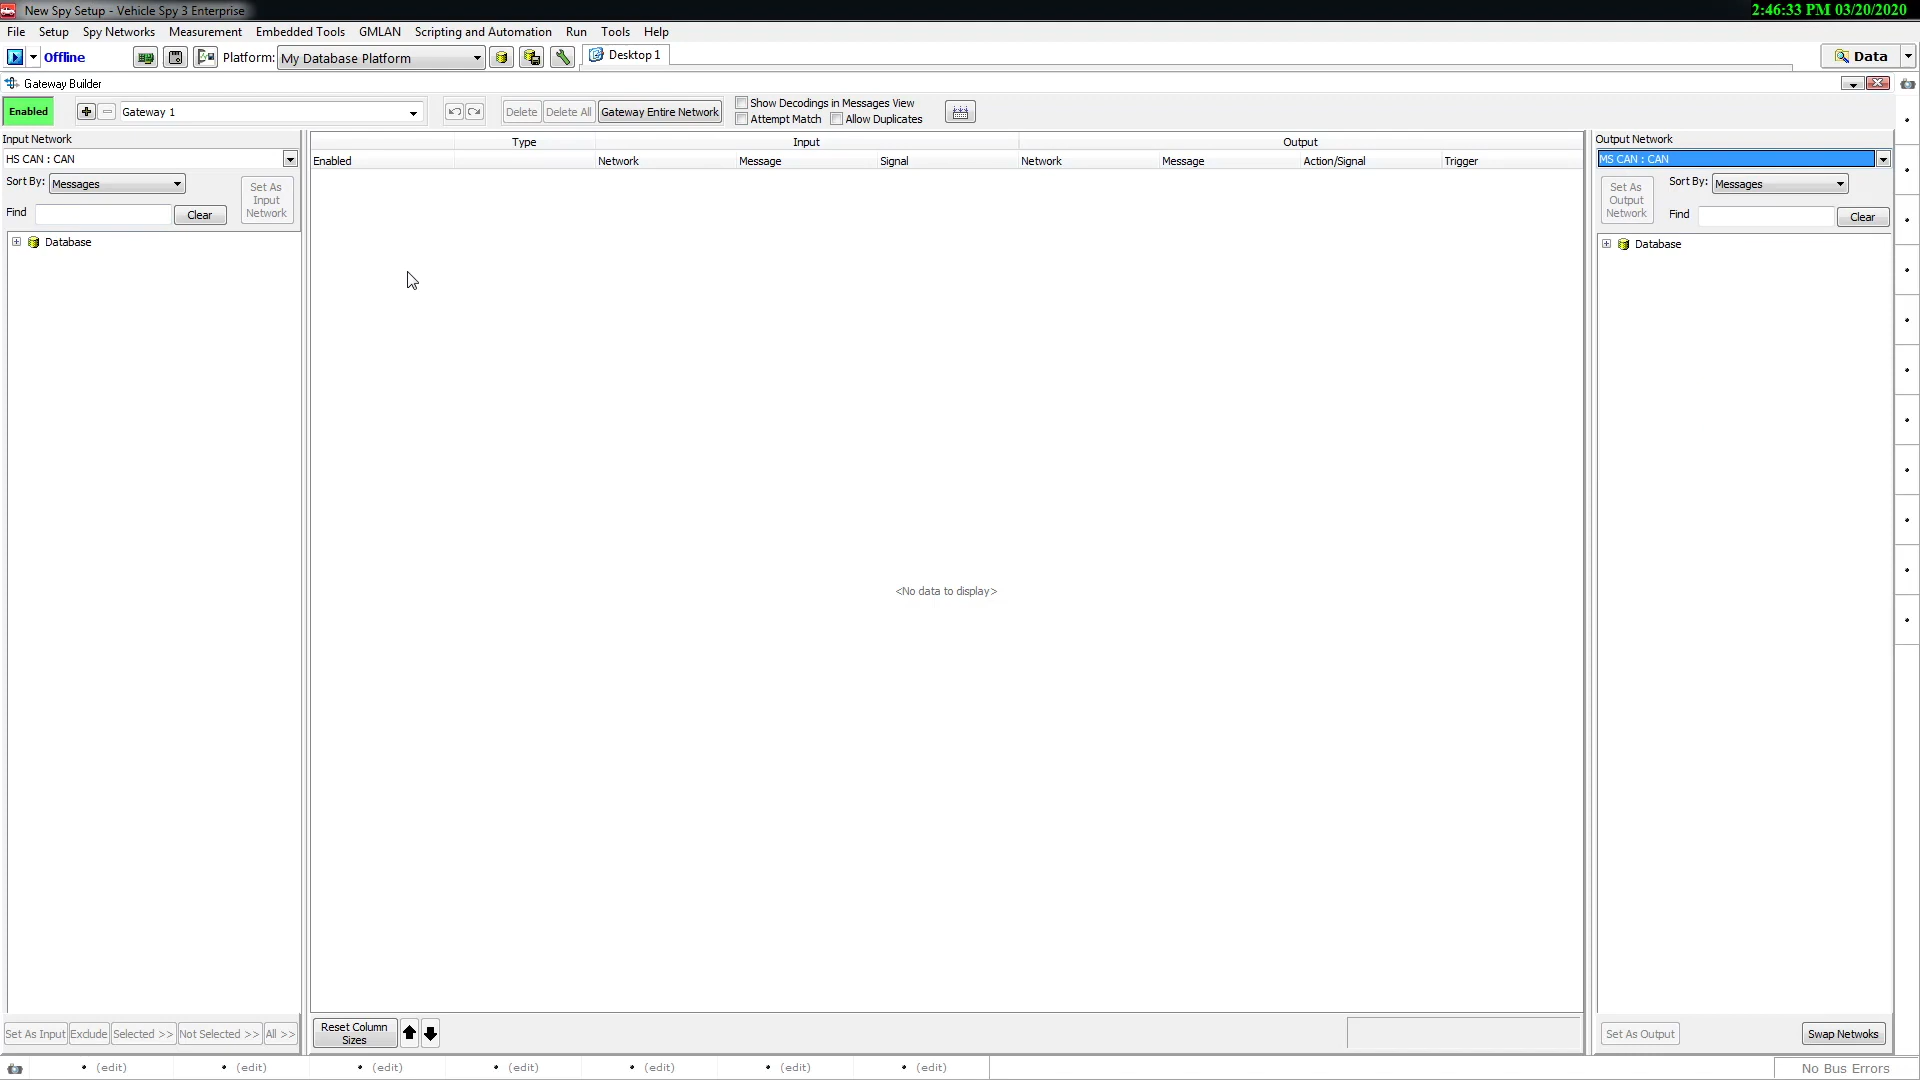 New Spy Setup - Vehicle Spy 3 Enterprise
2:46:33 PM 03/20/2020
File Setup Spy Networks Measurement Embedded Tools GMLAN Scripting and Automation Run Tools Help
Offline Platform: My Database Platform Desktop 1 Data
Gateway Builder
Enabled Gateway 1 Delete Delete All Gateway Entire Network
Show Decodings in Messages View
Attempt Match Allow Duplicates
Input Network
HS CAN : CAN
Sort By: Messages
Set As
Input
Network
Find Clear
Database
Type Input Output
Enabled Network Message Signal Network Message Action/Signal Trigger
<No data to display>
Output Network
MS CAN : CAN
Set As
Output
Network
Sort By: Messages
Find Clear
Database
Set As Input Exclude Selected >> Not Selected >> All >>
Reset Column
Sizes
Set As Output Swap Netwoks
(edit) (edit) (edit) (edit) (edit) (edit) (edit)
No Bus Errors